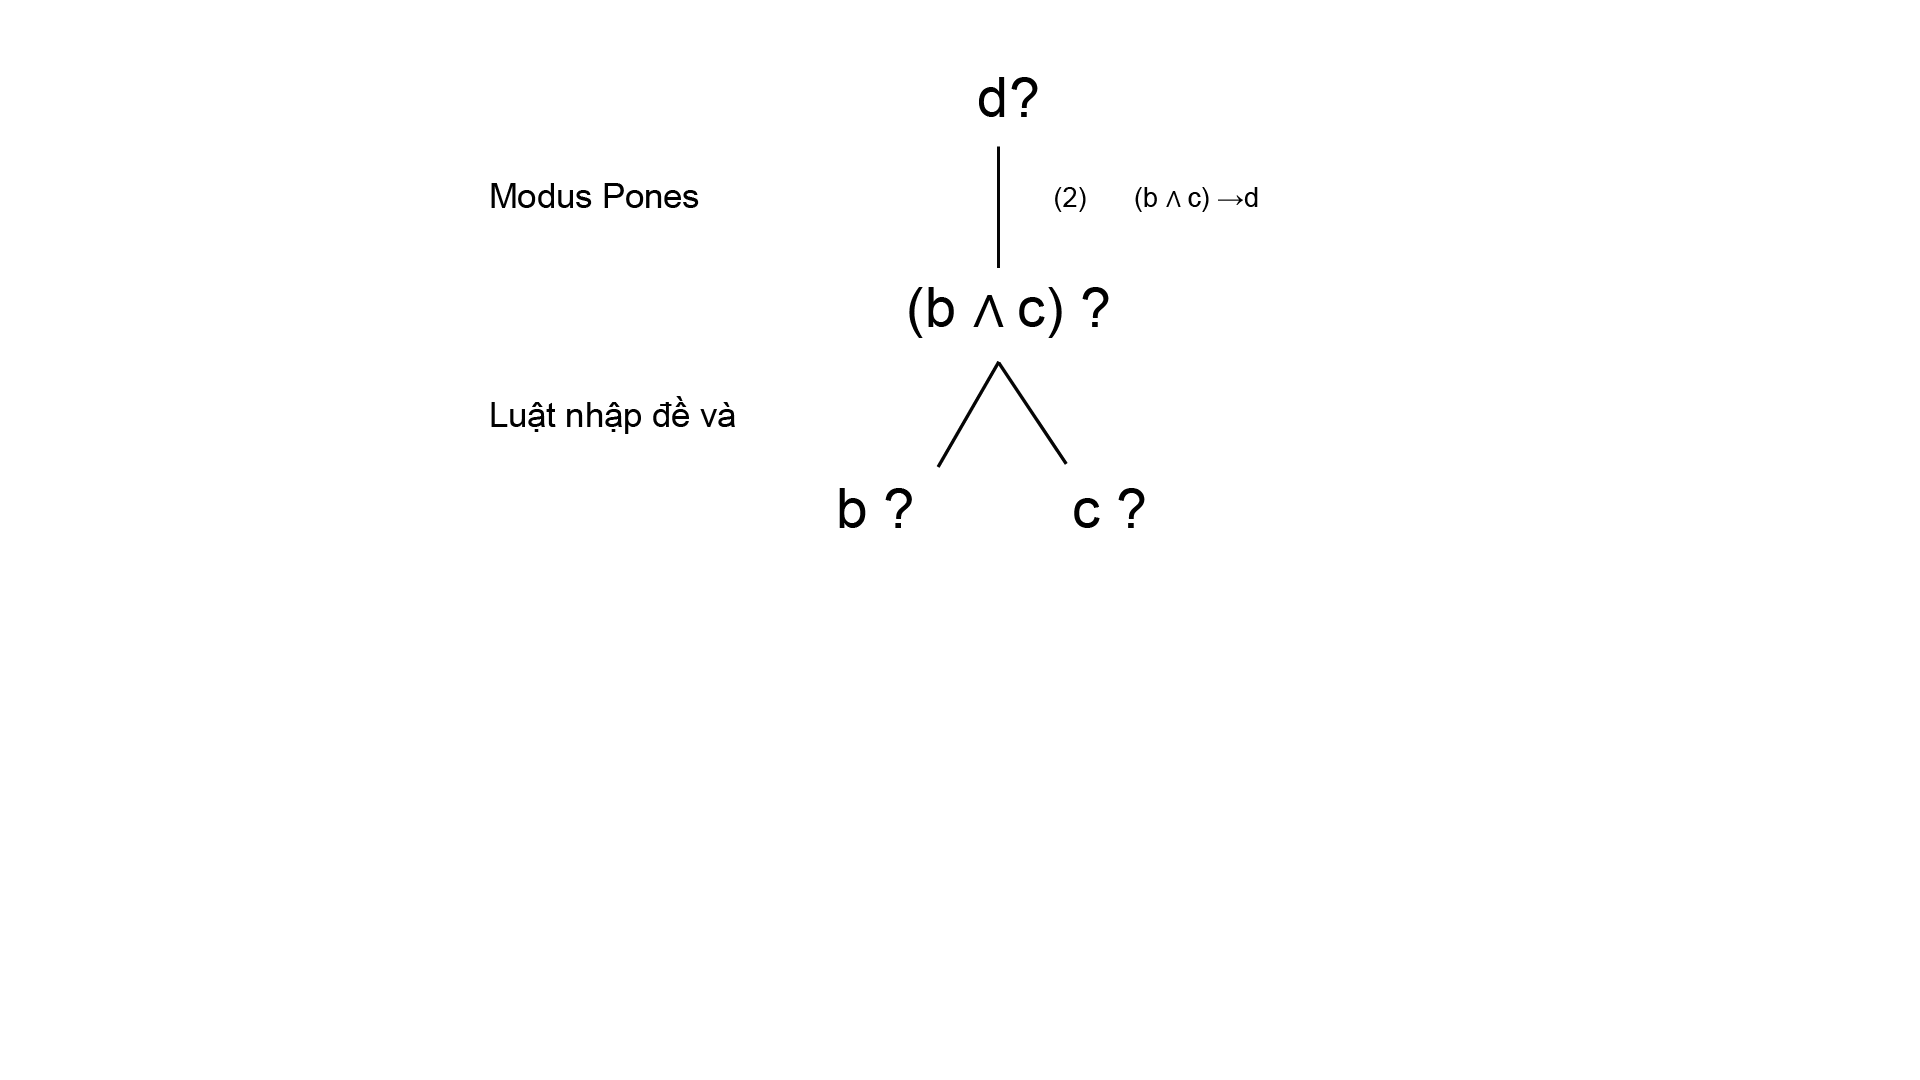 d?
Modus Pones (2) (b ∧ c) →d
(b ∧ c) ?
Luật nhập đề và
b ? c ?